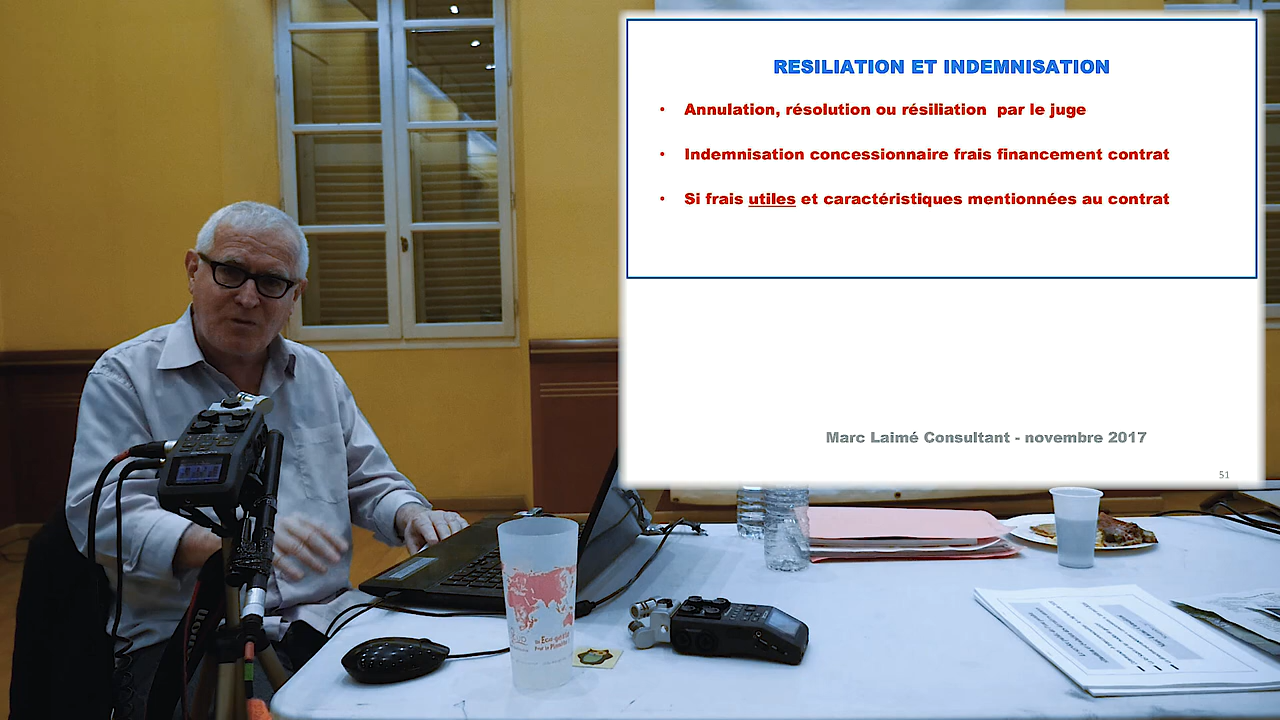 RESILIATION ET INDEMNISATION
• Annulation, résolution ou résiliation par le juge
• Indemnisation concessionnaire frais financement contrat
• Si frais utiles et caractéristiques mentionnées au contrat
Marc Laimé Consultant - novembre 2017
51